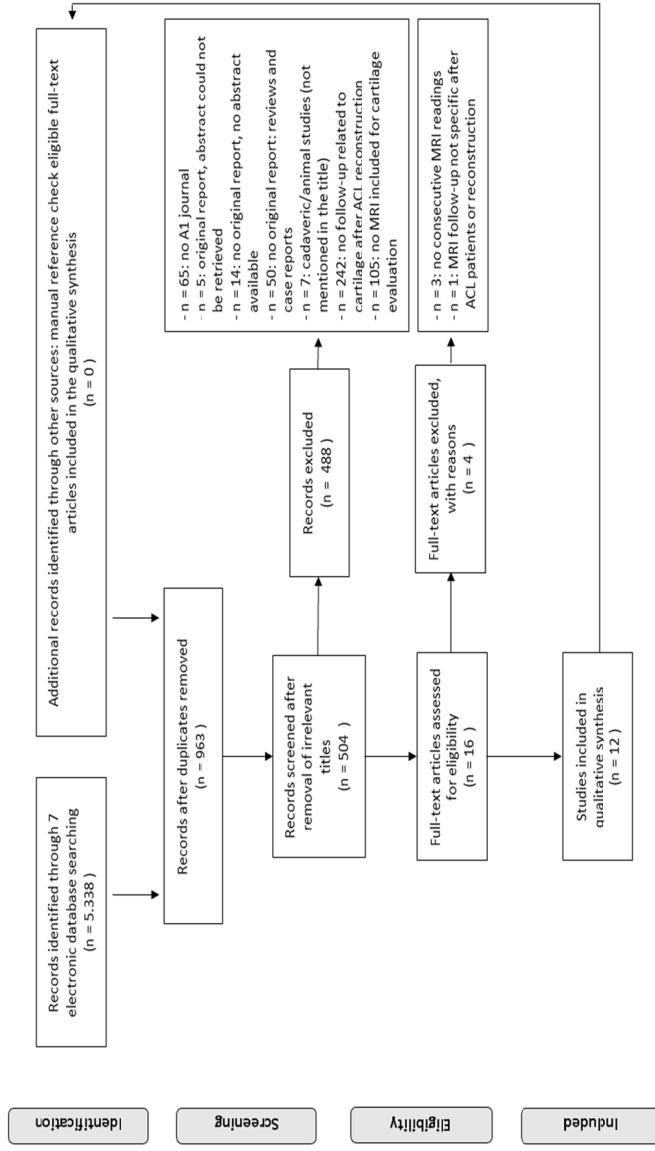 Identification
Records identified through 7
electronic database searching
(n = 5.338 )
Additional records identified through other sources: manual reference check eligible full-text
articles included in the qualitative synthesis
(n = 0 )
Screening
Records after duplicates removed
(n = 963 )
Records screened after
removal of irrelevant
titles
(n = 504 )
Records excluded
(n = 488 )
- n = 65: no A1 journal
- n = 5: original report, abstract could not
be retrieved
- n = 14: no original report, no abstract
available
- n = 50: no original report: reviews and
case reports
- n = 7: cadaveric/animal studies (not
mentioned in the title)
- n = 242: no follow-up related to
cartilage after ACL reconstruction
- n = 105: no MRI included for cartilage
evaluation
Eligibility
Full-text articles assessed
for eligibility
(n = 16 )
Full-text articles excluded,
with reasons
(n = 4 )
- n = 3: no consecutive MRI readings
- n = 1: MRI follow-up not specific after
ACL patients or reconstruction
Included
Studies included in
qualitative synthesis
(n = 12 )